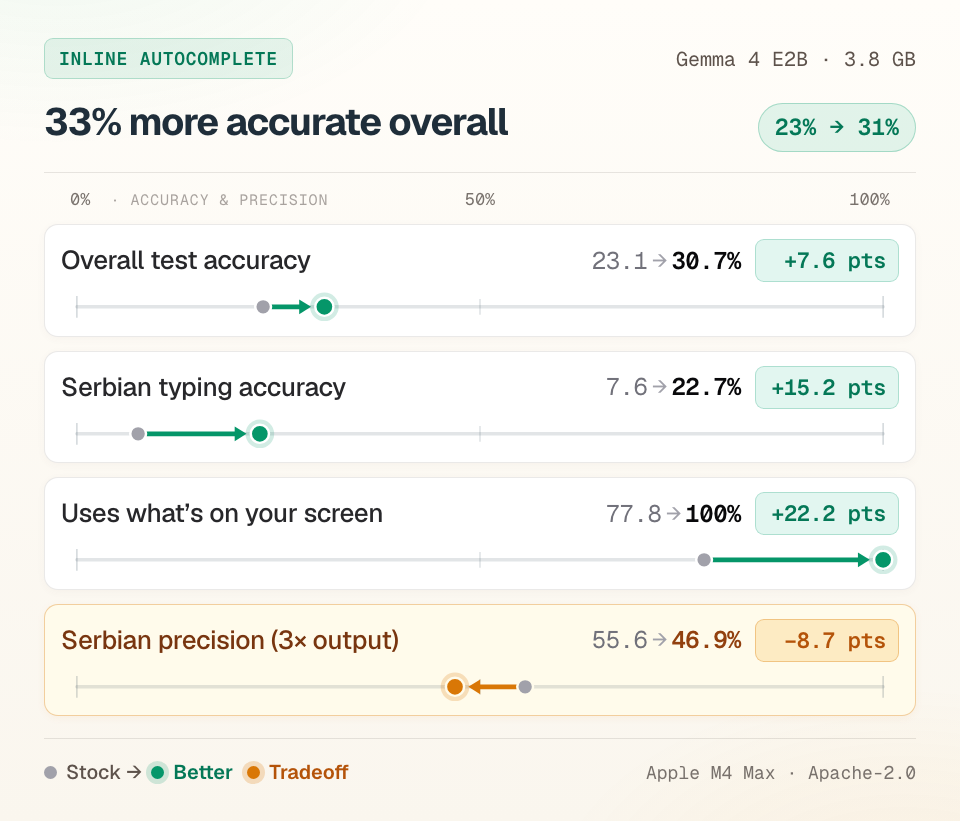 INLINE AUTOCOMPLETE
Gemma 4 E2B · 3.8 GB
33% more accurate overall
23% → 31%
0% · ACCURACY & PRECISION 50% 100%
Overall test accuracy 23.1→30.7% +7.6 pts
Serbian typing accuracy 7.6→22.7% +15.2 pts
Uses what’s on your screen 77.8→100% +22.2 pts
Serbian precision (3× output) 55.6→46.9% −8.7 pts
Stock → Better Tradeoff
Apple M4 Max · Apache-2.0